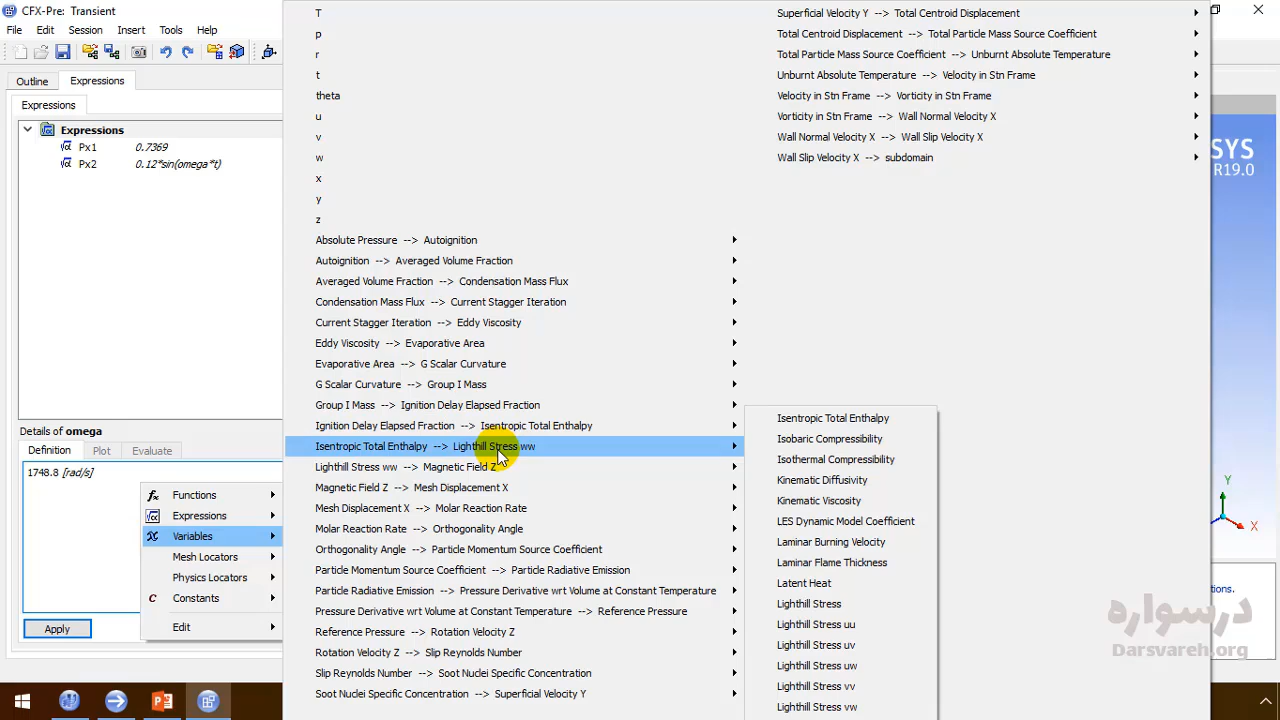 CFX-Pre: Transient
File Edit Session Insert Tools Help
Outline Expressions
Expressions
Expressions
Px1 0.7369
Px2 0.12*sin(omega*t)
Details of omega
Definition Plot Evaluate
1748.8 [rad/s]
Apply
Functions
Expressions
Variables
Mesh Locators
Physics Locators
Constants
Edit
T
p
r
t
theta
u
v
w
x
y
z
Absolute Pressure --> Autoignition
Autoignition --> Averaged Volume Fraction
Averaged Volume Fraction --> Condensation Mass Flux
Condensation Mass Flux --> Current Stagger Iteration
Current Stagger Iteration --> Eddy Viscosity
Eddy Viscosity --> Evaporative Area
Evaporative Area --> G Scalar Curvature
G Scalar Curvature --> Group I Mass
Group I Mass --> Ignition Delay Elapsed Fraction
Ignition Delay Elapsed Fraction --> Isentropic Total Enthalpy
Isentropic Total Enthalpy --> Lighthill Stress ww
Lighthill Stress ww --> Magnetic Field Z
Magnetic Field Z --> Mesh Displacement X
Mesh Displacement X --> Molar Reaction Rate
Molar Reaction Rate --> Orthogonality Angle
Orthogonality Angle --> Particle Momentum Source Coefficient
Particle Momentum Source Coefficient --> Particle Radiative Emission
Particle Radiative Emission --> Pressure Derivative wrt Volume at Constant Temperature
Pressure Derivative wrt Volume at Constant Temperature --> Reference Pressure
Reference Pressure --> Rotation Velocity Z
Rotation Velocity Z --> Slip Reynolds Number
Slip Reynolds Number --> Soot Nuclei Specific Concentration
Soot Nuclei Specific Concentration --> Superficial Velocity Y
Superficial Velocity Y --> Total Centroid Displacement
Total Centroid Displacement --> Total Particle Mass Source Coefficient
Total Particle Mass Source Coefficient --> Unburnt Absolute Temperature
Unburnt Absolute Temperature --> Velocity in Stn Frame
Velocity in Stn Frame --> Vorticity in Stn Frame
Vorticity in Stn Frame --> Wall Normal Velocity X
Wall Normal Velocity X --> Wall Slip Velocity X
Wall Slip Velocity X --> subdomain
Isentropic Total Enthalpy
Isobaric Compressibility
Isothermal Compressibility
Kinematic Diffusivity
Kinematic Viscosity
LES Dynamic Model Coefficient
Laminar Burning Velocity
Laminar Flame Thickness
Latent Heat
Lighthill Stress
Lighthill Stress uu
Lighthill Stress uv
Lighthill Stress uw
Lighthill Stress vv
Lighthill Stress vw
SYS
R19.0
Y
X
Z
درسواره
Darsvareh.org